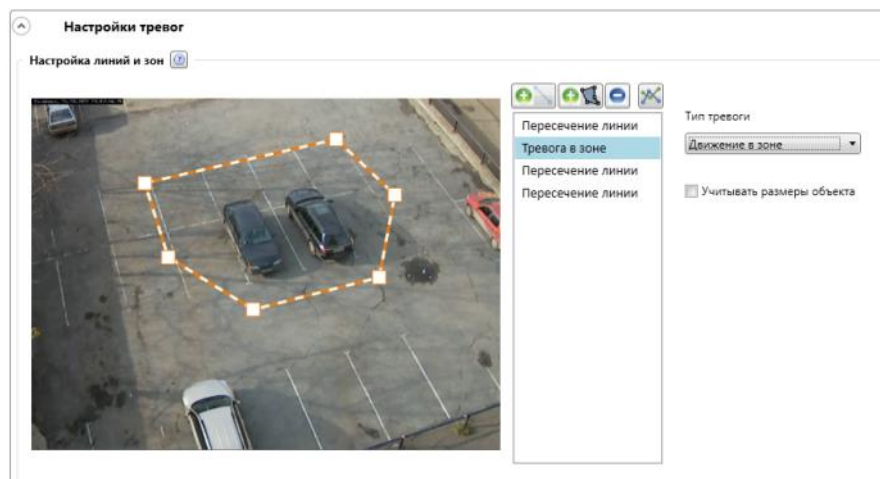 Настройки тревог
Настройка линий и зон
Пересечение линии
Тревога в зоне
Пересечение линии
Пересечение линии
Тип тревоги
Движение в зоне
Учитывать размеры объекта